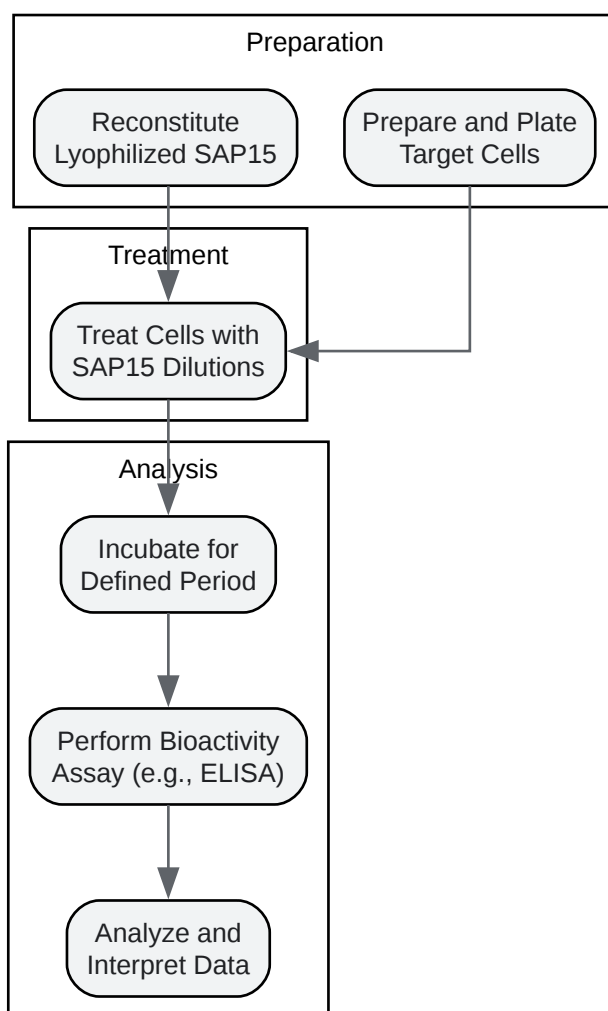 Preparation
Reconstitute
Lyophilized SAP15
Prepare and Plate
Target Cells
Treatment
Treat Cells with
SAP15 Dilutions
Analysis
Incubate for
Defined Period
Perform Bioactivity
Assay (e.g., ELISA)
Analyze and
Interpret Data